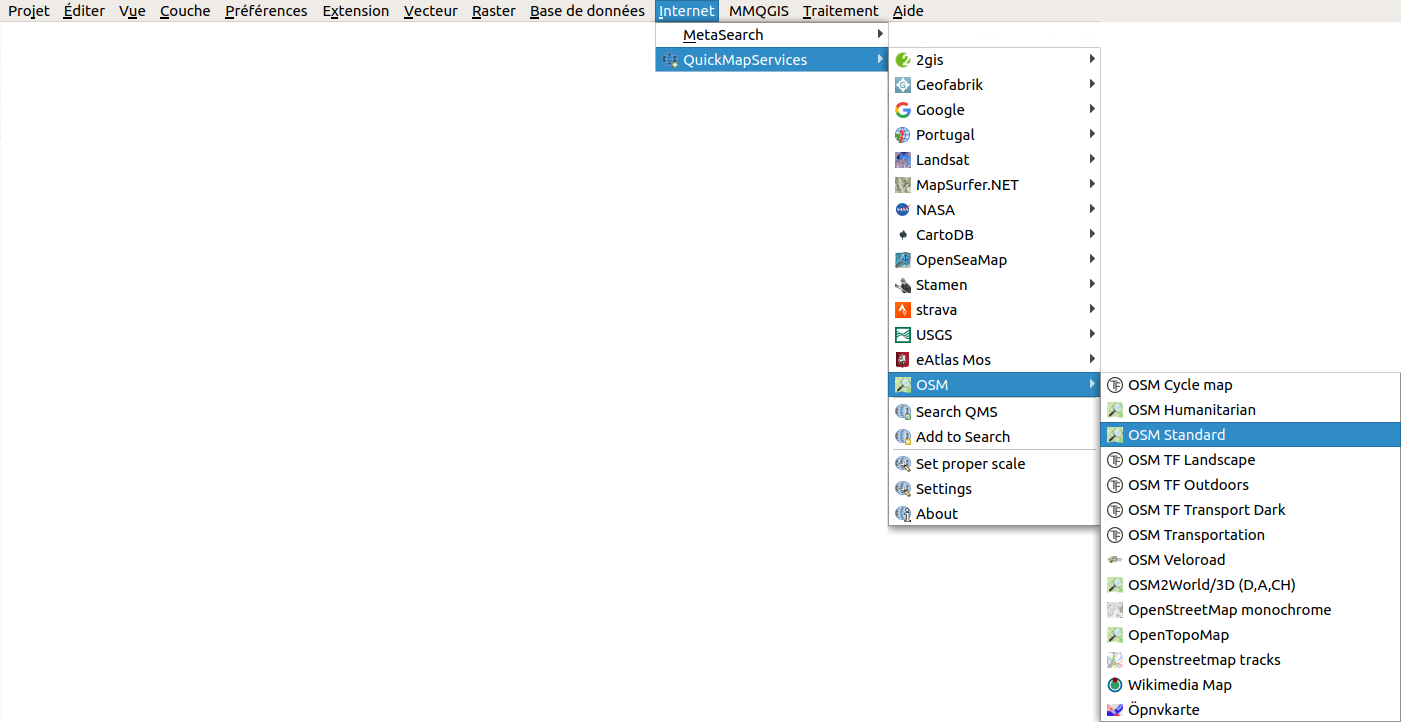 Projet Éditer Vue Couche Préférences Extension Vecteur Raster Base de données Internet MMQGIS Traitement Aide
MetaSearch
QuickMapServices
2gis
Geofabrik
Google
Portugal
Landsat
MapSurfer.NET
NASA
CartoDB
OpenSeaMap
Stamen
strava
USGS
eAtlas Mos
OSM
Search QMS
Add to Search
Set proper scale
Settings
About
OSM Cycle map
OSM Humanitarian
OSM Standard
OSM TF Landscape
OSM TF Outdoors
OSM TF Transport Dark
OSM Transportation
OSM Veloroad
OSM2World/3D (D,A,CH)
OpenStreetMap monochrome
OpenTopoMap
Openstreetmap tracks
Wikimedia Map
Öpnvkarte